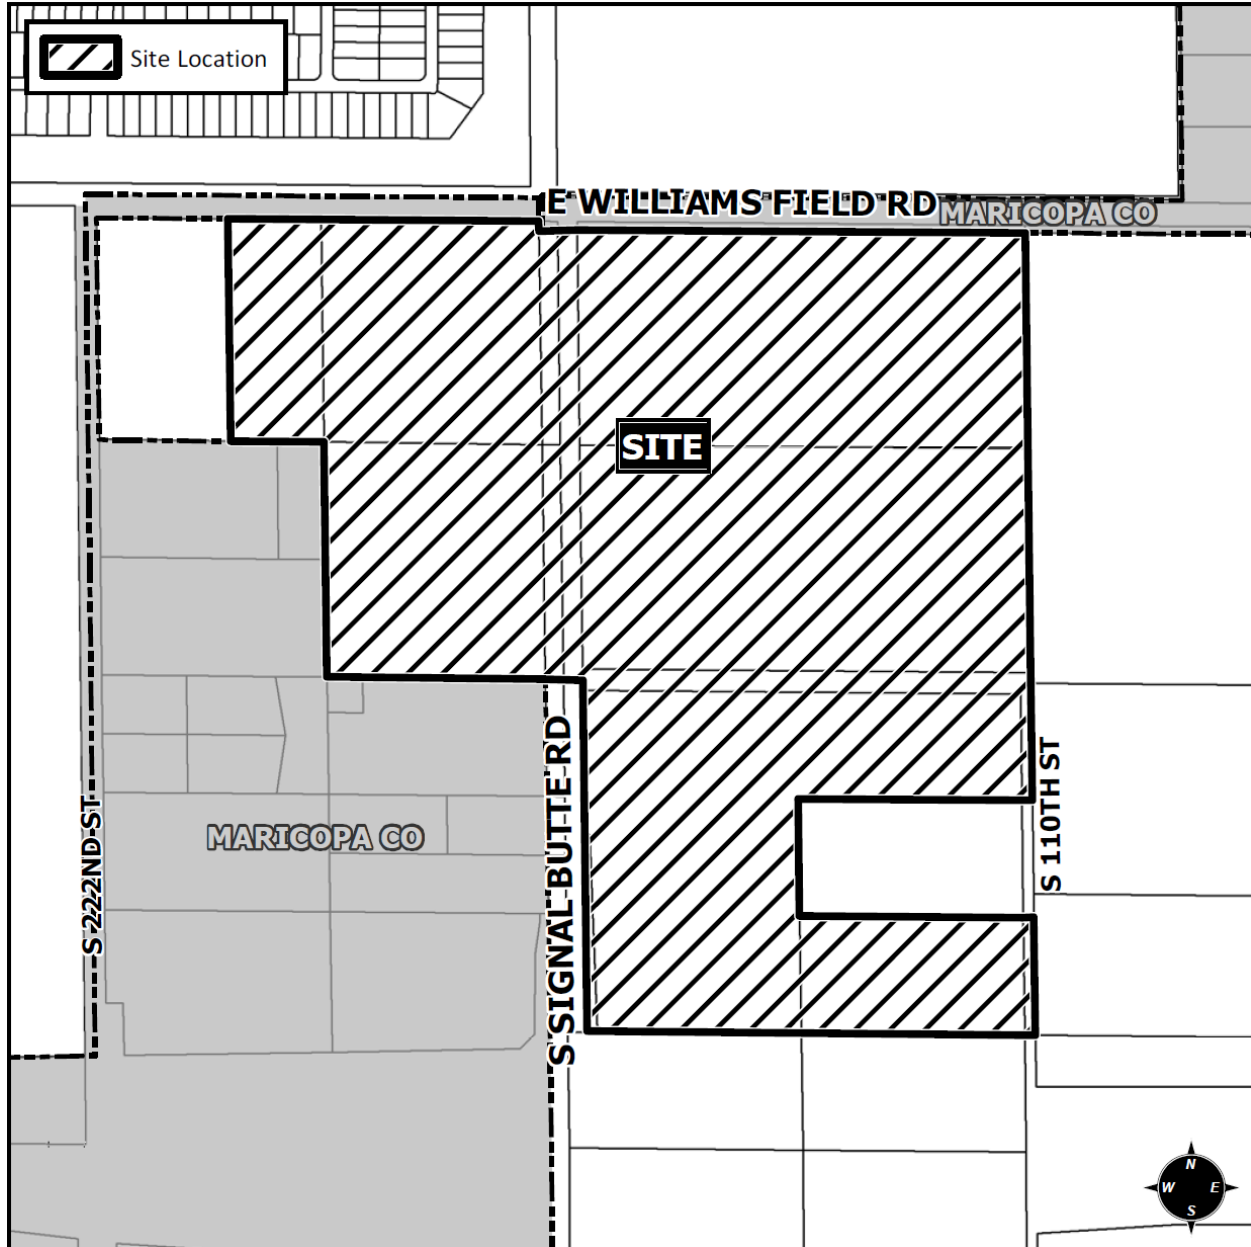 Site Location
E WILLIAMS FIELD RD
MARICOPA CO
SITE
S 222ND ST
MARICOPA CO
S SIGNAL BUTTE RD
S 110TH ST
N
W E
S